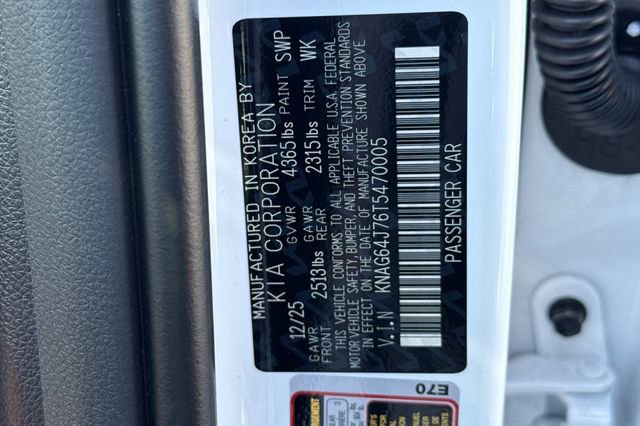 MANUFACTURED IN KOREA BY
KIA CORPORATION
12/25 GVWR 4365lbs PAINT SWP
GAWR FRONT 2513lbs GAWR REAR 2315lbs TRIM WK
THIS VEHICLE CONFORMS TO ALL APPLICABLE U.S.A. FEDERAL
MOTOR VEHICLE SAFETY, BUMPER, AND THEFT PREVENTION STANDARDS
IN EFFECT ON THE DATE OF MANUFACTURE SHOWN ABOVE
V.I.N KNAG64J76T5470005
PASSENGER CAR
E70